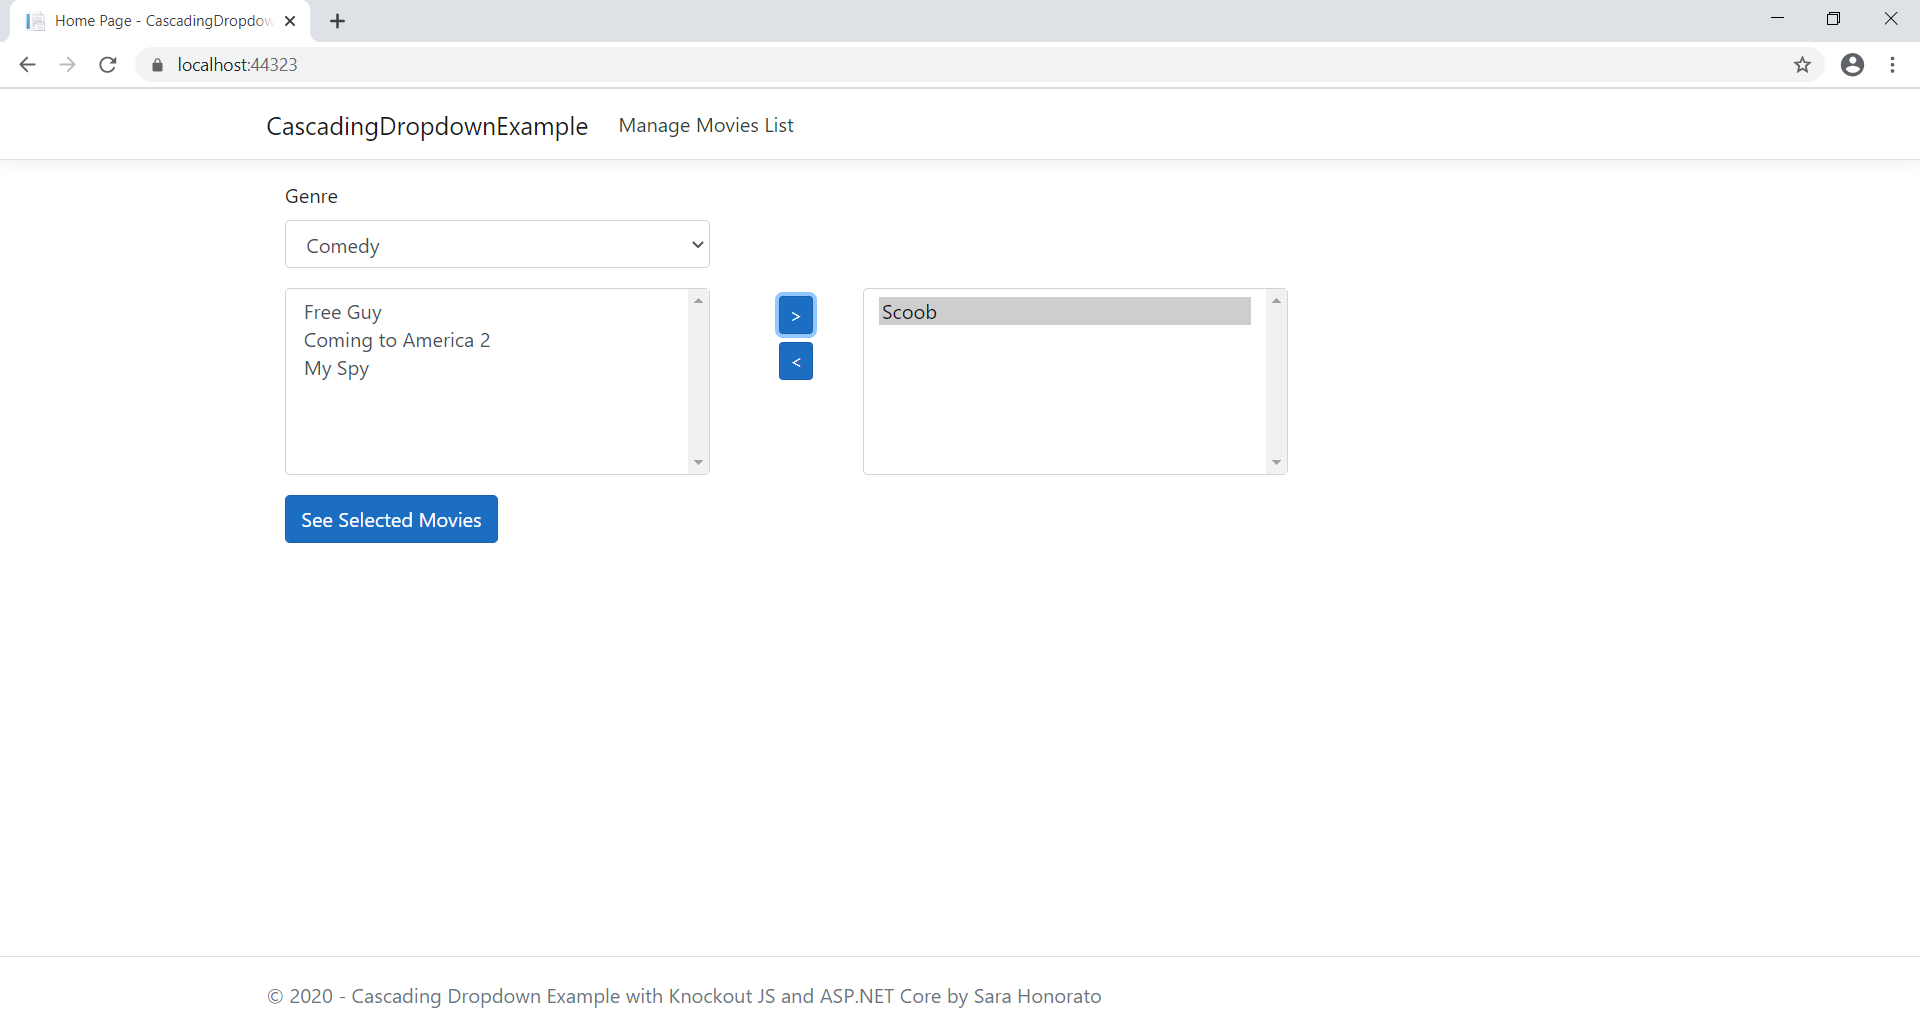 Home Page - CascadingDropdow
localhost:44323
CascadingDropdownExample
Manage Movies List
Genre
Comedy
Free Guy
Coming to America 2
My Spy
>
<
Scoob
See Selected Movies
© 2020 - Cascading Dropdown Example with Knockout JS and ASP.NET Core by Sara Honorato